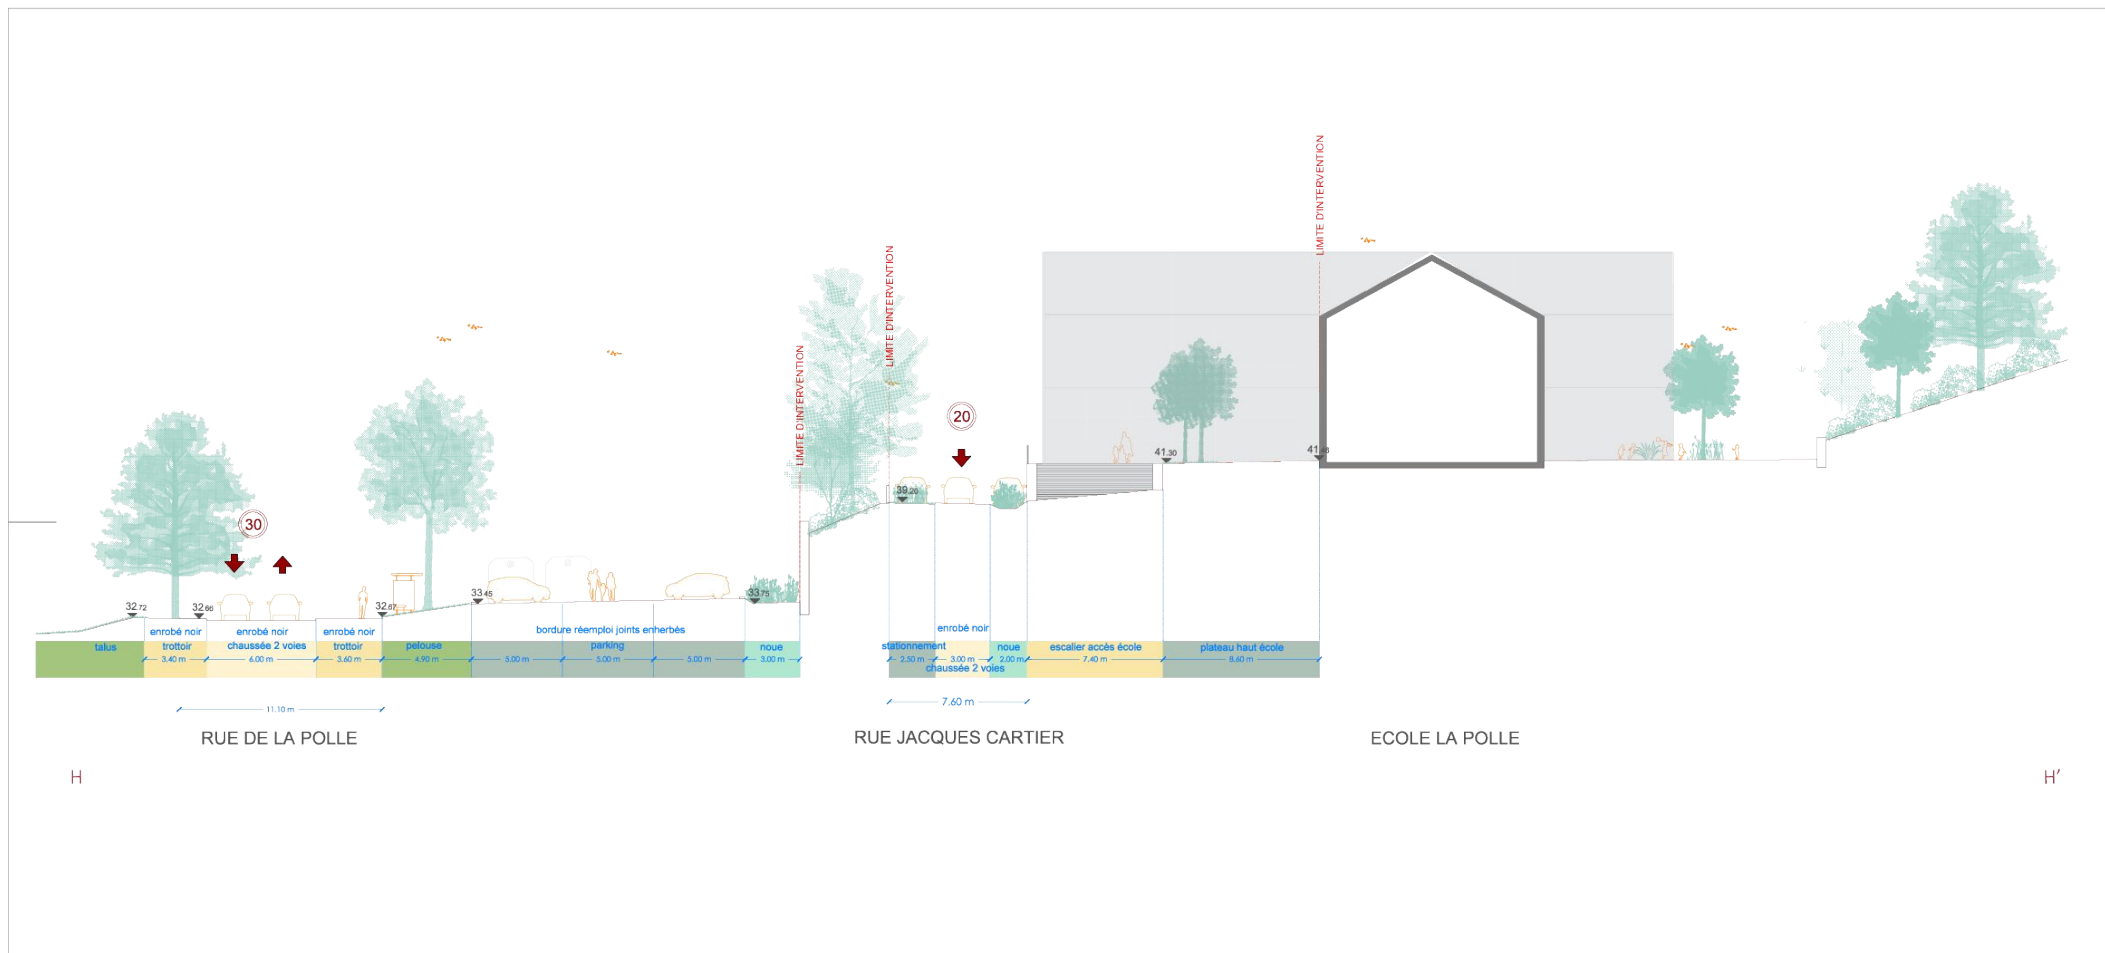 LIMITE D'INTERVENTION
LIMITE D'INTERVENTION
LIMITE D'INTERVENTION
20
30
41.30
39.20
32.72
32.66
32.67
33.45
33.75
enrobé noir
enrobé noir
enrobé noir
bordure réemploi joints enherbés
enrobé noir
talus
trottoir
chaussée 2 voies
trottoir
pelouse
parking
noue
stationnement
noue
escalier accès école
plateau haut école
3.40 m
6.00 m
3.60 m
4.90 m
5.00 m
5.00 m
5.00 m
3.00 m
2.50 m
3.00 m
2.00 m
7.40 m
8.60 m
chaussée 2 voies
11.10 m
7.60 m
RUE DE LA POLLE
RUE JACQUES CARTIER
ECOLE LA POLLE
H
H'